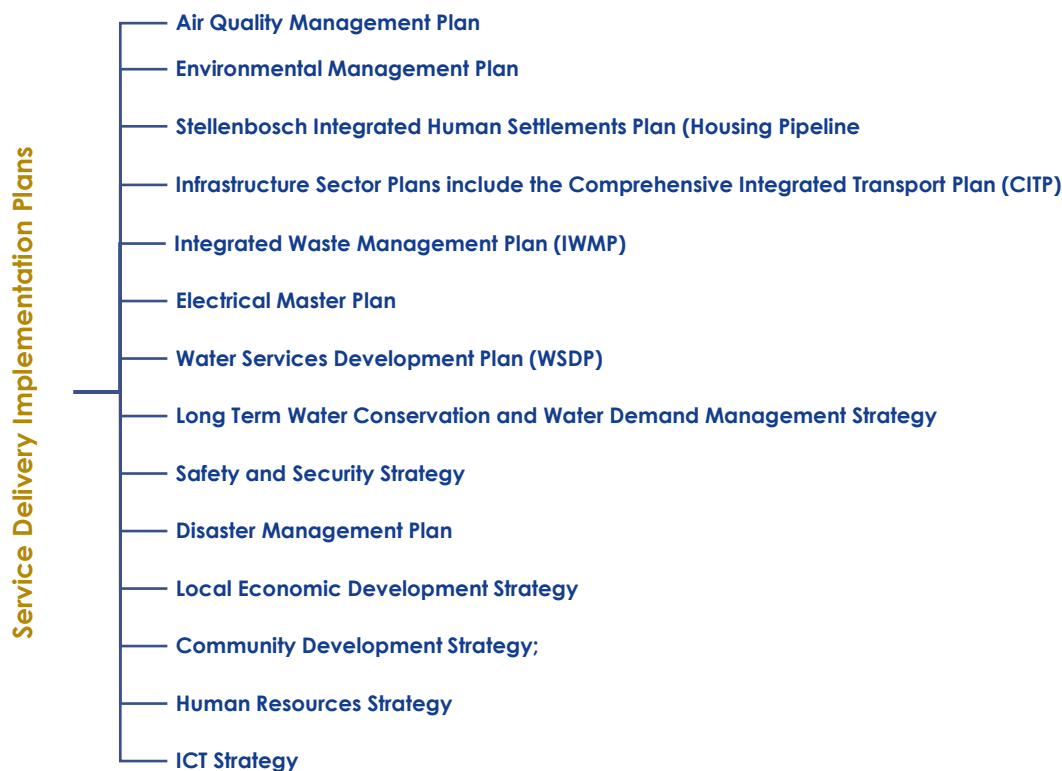 Service Delivery Implementation Plans
Air Quality Management Plan
Environmental Management Plan
Stellenbosch Integrated Human Settlements Plan (Housing Pipeline
Infrastructure Sector Plans include the Comprehensive Integrated Transport Plan (CITP)
Integrated Waste Management Plan (IWMP)
Electrical Master Plan
Water Services Development Plan (WSDP)
Long Term Water Conservation and Water Demand Management Strategy
Safety and Security Strategy
Disaster Management Plan
Local Economic Development Strategy
Community Development Strategy;
Human Resources Strategy
ICT Strategy